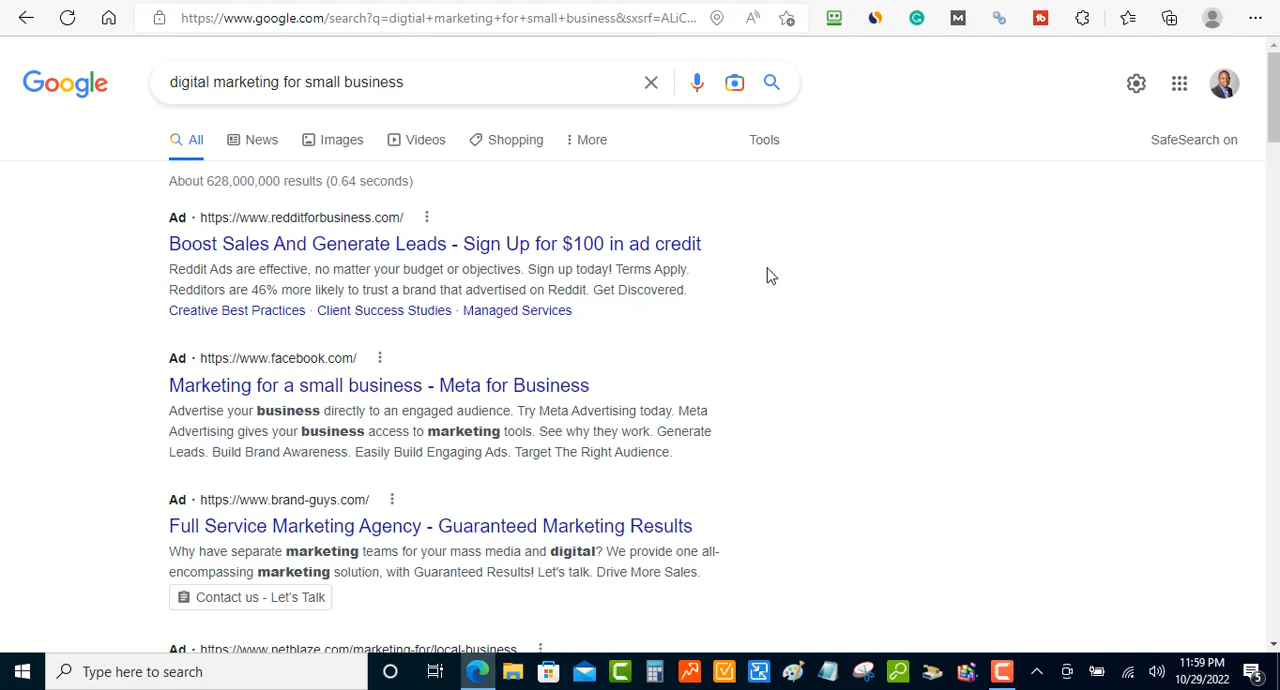 https://www.google.com/search?q=digtial+marketing+for+small+business&sxsrf=ALiC...
Google
digital marketing for small business
All
News
Images
Videos
Shopping
More
Tools
SafeSearch on
About 628,000,000 results (0.64 seconds)
Ad · https://www.redditforbusiness.com/
Boost Sales And Generate Leads - Sign Up for $100 in ad credit
Reddit Ads are effective, no matter your budget or objectives. Sign up today! Terms Apply.
Redditors are 46% more likely to trust a brand that advertised on Reddit. Get Discovered.
Creative Best Practices · Client Success Studies · Managed Services
Ad · https://www.facebook.com/
Marketing for a small business - Meta for Business
Advertise your business directly to an engaged audience. Try Meta Advertising today. Meta
Advertising gives your business access to marketing tools. See why they work. Generate
Leads. Build Brand Awareness. Easily Build Engaging Ads. Target The Right Audience.
Ad · https://www.brand-guys.com/
Full Service Marketing Agency - Guaranteed Marketing Results
Why have separate marketing teams for your mass media and digital? We provide one all-
encompassing marketing solution, with Guaranteed Results! Let's talk. Drive More Sales.
Contact us - Let's Talk
Ad · https://www.netblaze.com/marketing-for/local-business
Type here to search
11:59 PM
10/29/2022
5